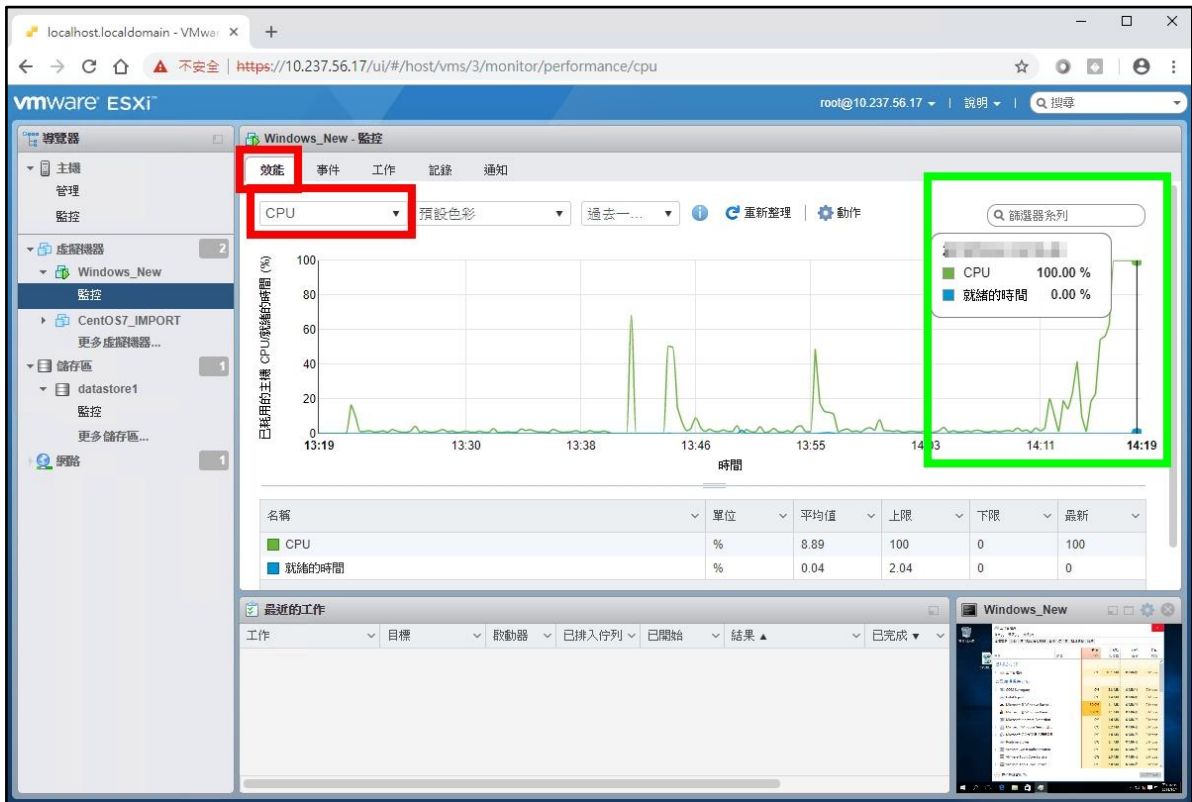 localhost.localdomain - VMwar
不安全 | https://10.237.56.17/ui/#/host/vms/3/monitor/performance/cpu
vmware ESXi™
root@10.237.56.17
說明
搜尋
導覽器
主機
管理
監控
虛擬機器
2
Windows_New
監控
CentOS7_IMPORT
更多虛擬機器...
儲存區
1
datastore1
監控
更多儲存區...
網路
1
Windows_New - 監控
效能 事件 工作 記錄 通知
CPU 預設色彩 過去一... 重新整理 動作
篩選器系列
CPU 100.00 %
就緒的時間 0.00 %
已耗用的主機 CPU/就緒的時間 (%)
100
80
60
40
20
0
13:19 13:30 13:38 13:46 13:55 14:03 14:11 14:19
時間
名稱 單位 平均值 上限 下限 最新
CPU % 8.89 100 0 100
就緒的時間 % 0.04 2.04 0 0
最近的工作
工作 目標 啟動器 已排入佇列 已開始 結果 已完成
Windows_New